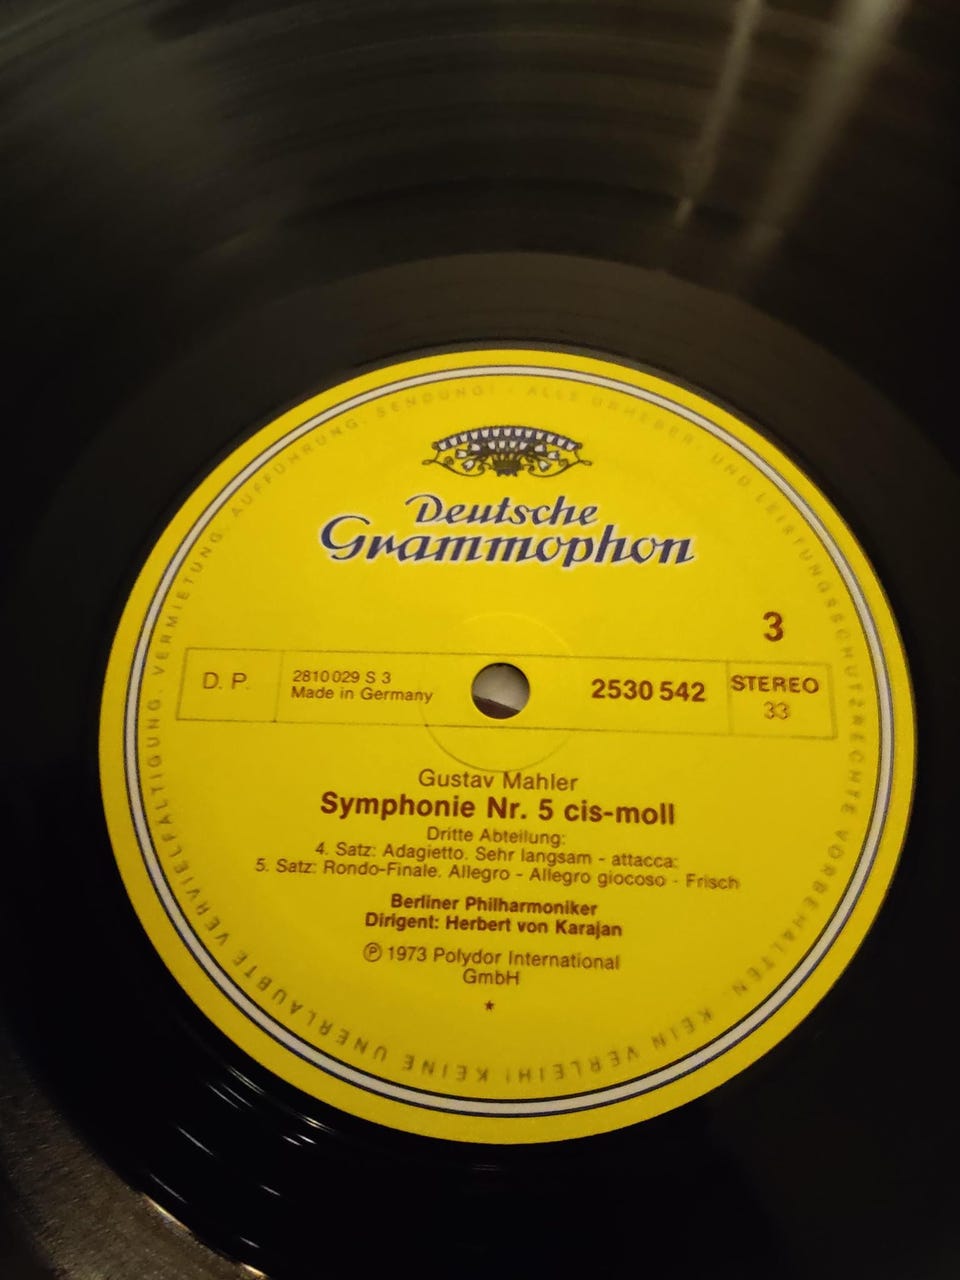 Deutsche
Grammophon
3
D. P.
2810 029 S 3
Made in Germany
2530 542
STEREO
33
Gustav Mahler
Symphonie Nr. 5 cis-moll
Dritte Abteilung:
4. Satz: Adagietto. Sehr langsam - attacca:
5. Satz: Rondo-Finale. Allegro - Allegro giocoso - Frisch
Berliner Philharmoniker
Dirigent: Herbert von Karajan
℗ 1973 Polydor International
GmbH
★
ALLE URHEBER- UND LEISTUNGSSCHUTZRECHTE VORBEHALTEN. KEIN VERLEIH! KEINE UNERLAUBTE VERVIELFÄLTIGUNG, VERMIETUNG, AUFFÜHRUNG, SENDUNG! -